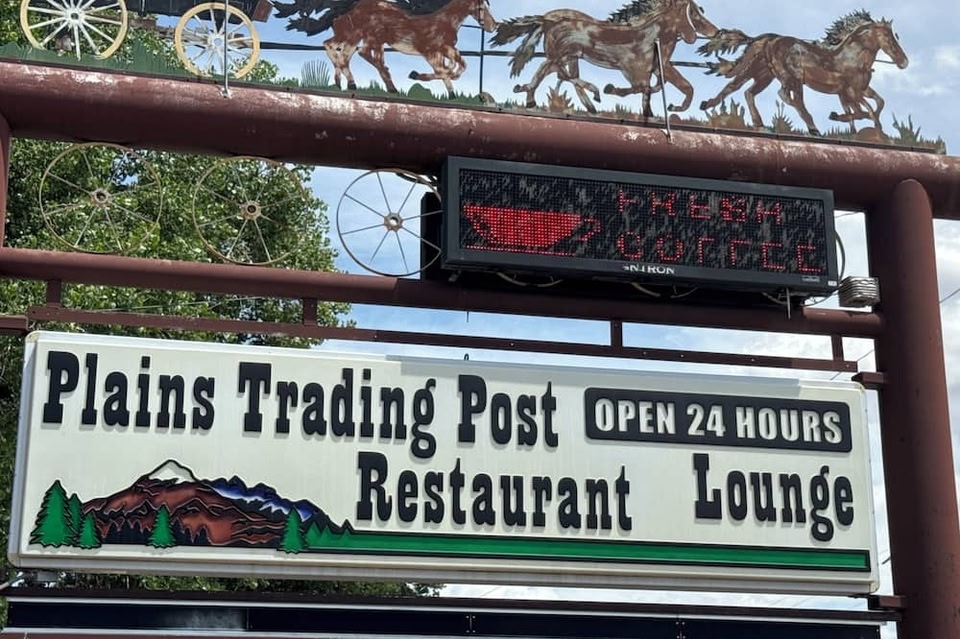 FRESH
COFFEE
Plains Trading Post
OPEN 24 HOURS
Restaurant Lounge